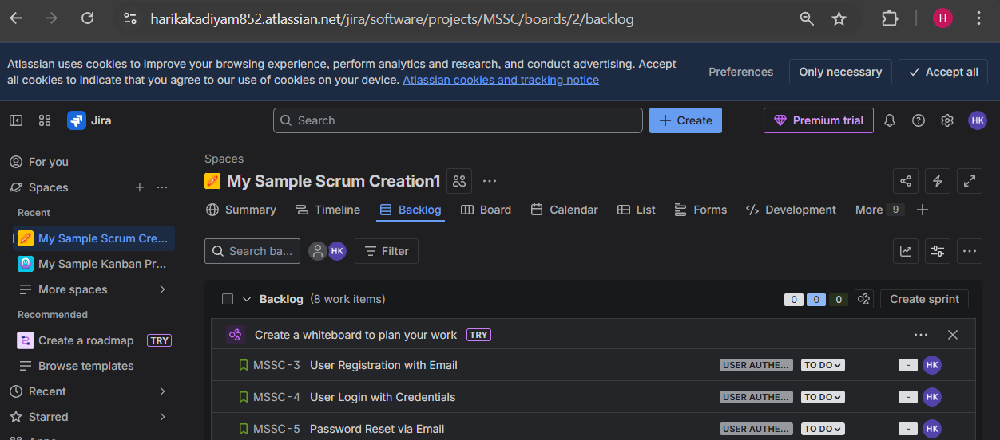 harikakadiyam852.atlassian.net/jira/software/projects/MSSC/boards/2/backlog
H
Atlassian uses cookies to improve your browsing experience, perform analytics and research, and conduct advertising. Accept
all cookies to indicate that you agree to our use of cookies on your device. Atlassian cookies and tracking notice
Preferences
Only necessary
Accept all
Jira
Search
Create
Premium trial
HK
For you
Spaces
Recent
My Sample Scrum Cre...
My Sample Kanban Pr...
More spaces
Recommended
Create a roadmap TRY
Browse templates
Recent
Starred
Spaces
My Sample Scrum Creation1
Summary Timeline Backlog Board Calendar List Forms Development More 9
Search ba...
HK
Filter
Backlog (8 work items)
0 0 0
Create sprint
Create a whiteboard to plan your work TRY
MSSC-3 User Registration with Email USER AUTHE... TO DO - HK
MSSC-4 User Login with Credentials USER AUTHE... TO DO - HK
MSSC-5 Password Reset via Email USER AUTHE... TO DO - HK